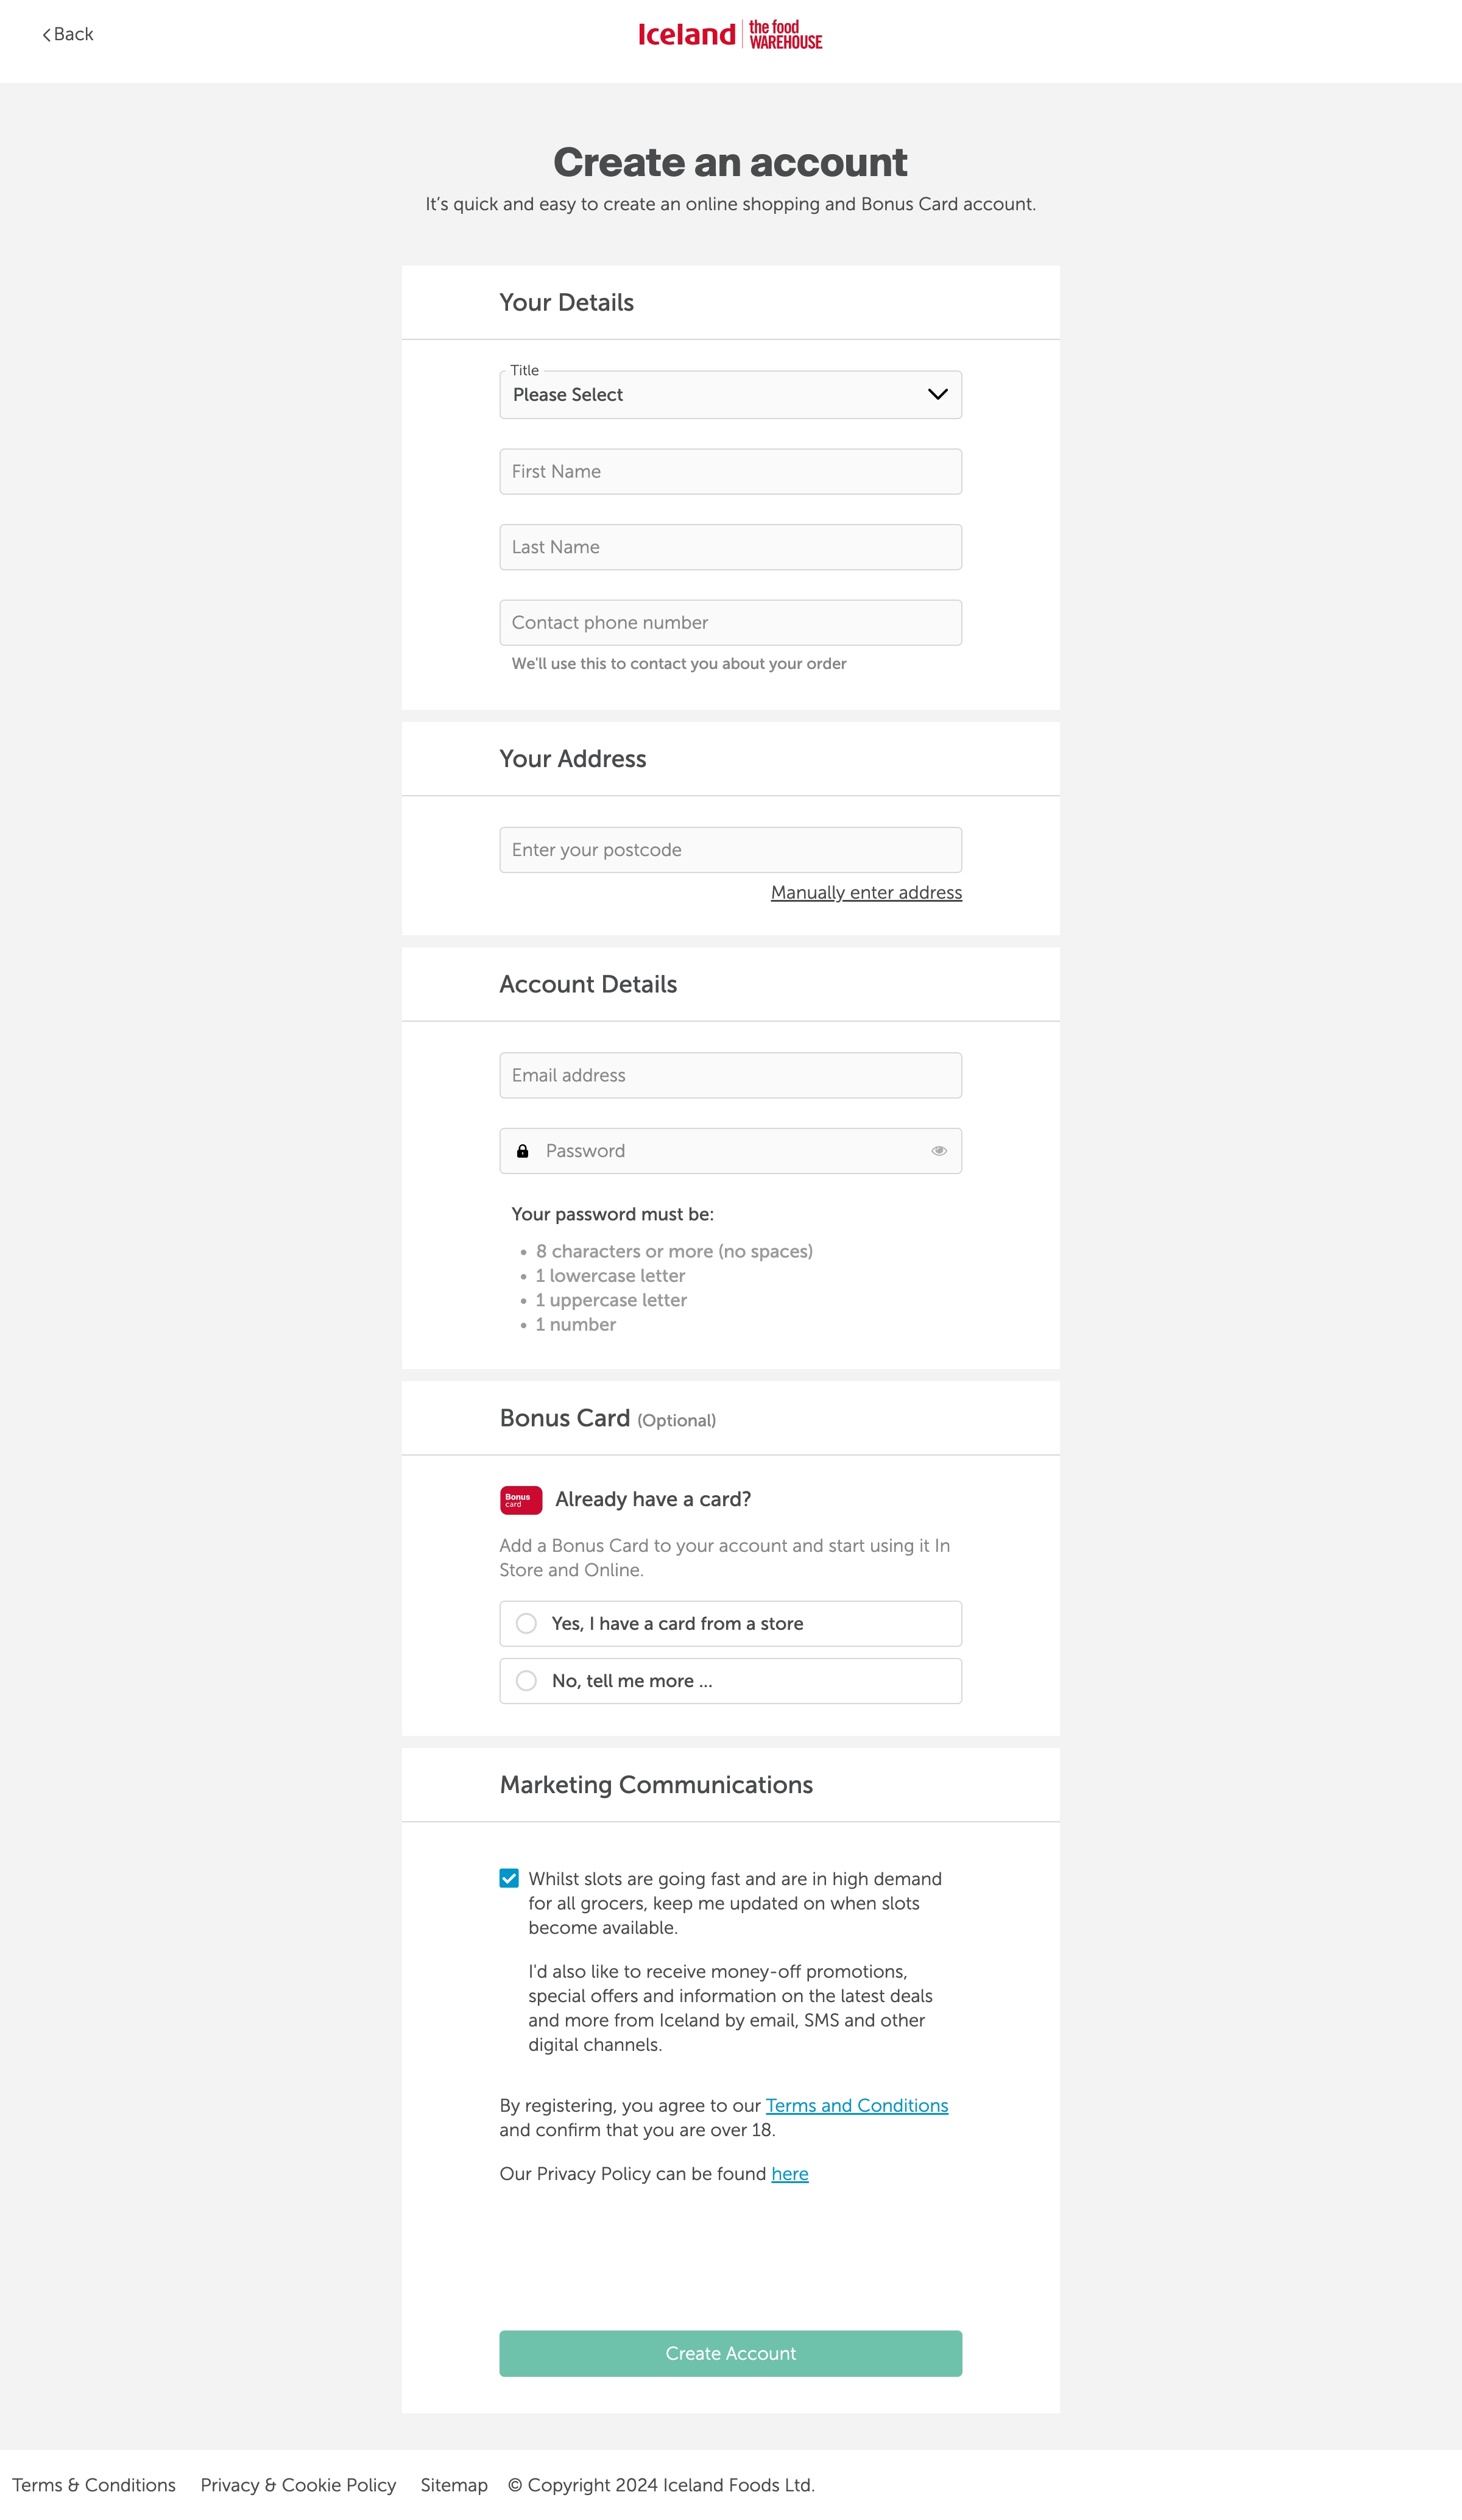 Back
Iceland
the food
WAREHOUSE
Create an account
It's quick and easy to create an online shopping and Bonus Card account.
Your Details
Title
Please Select
First Name
Last Name
Contact phone number
We'll use this to contact you about your order
Your Address
Enter your postcode
Manually enter address
Account Details
Email address
Password
Your password must be:
• 8 characters or more (no spaces)
• 1 lowercase letter
• 1 uppercase letter
• 1 number
Bonus Card (Optional)
Bonus
card
Already have a card?
Add a Bonus Card to your account and start using it In
Store and Online.
Yes, I have a card from a store
No, tell me more ...
Marketing Communications
Whilst slots are going fast and are in high demand
for all grocers, keep me updated on when slots
become available.
I'd also like to receive money-off promotions,
special offers and information on the latest deals
and more from Iceland by email, SMS and other
digital channels.
By registering, you agree to our Terms and Conditions
and confirm that you are over 18.
Our Privacy Policy can be found here
Create Account
Terms & Conditions Privacy & Cookie Policy Sitemap © Copyright 2024 Iceland Foods Ltd.